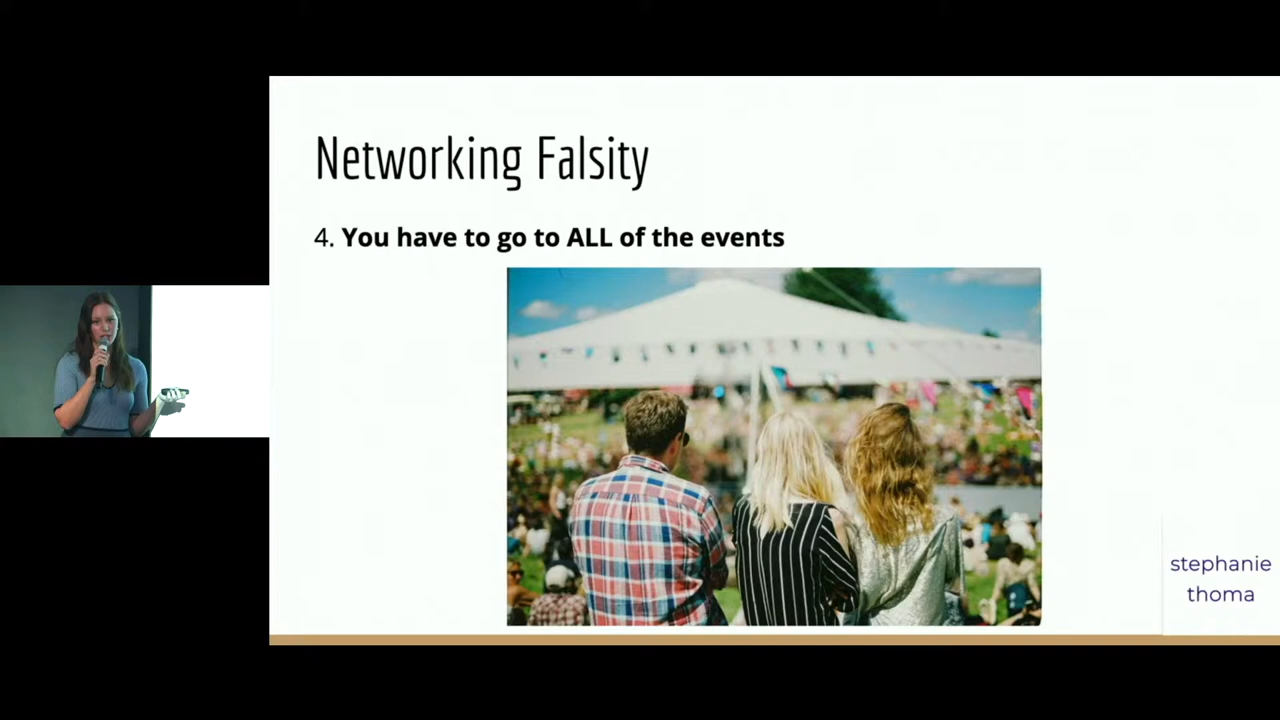 Networking Falsity
4. You have to go to ALL of the events
stephanie
thoma